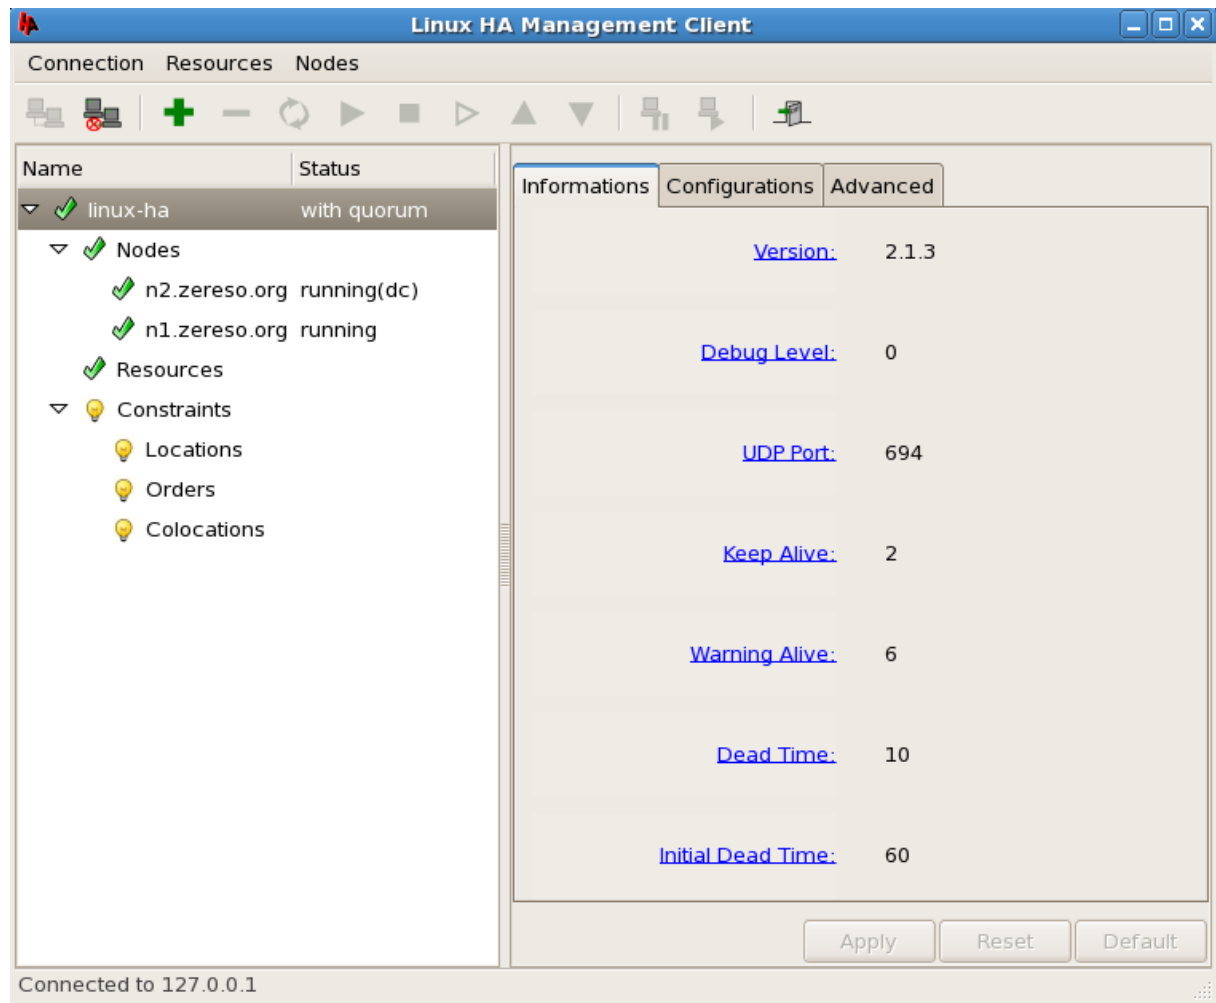 Linux HA Management Client
Connection Resources Nodes
Name Status
linux-ha with quorum
Nodes
n2.zereso.org running(dc)
n1.zereso.org running
Resources
Constraints
Locations
Orders
Colocations
Informations Configurations Advanced
Version: 2.1.3
Debug Level: 0
UDP Port: 694
Keep Alive: 2
Warning Alive: 6
Dead Time: 10
Initial Dead Time: 60
Apply Reset Default
Connected to 127.0.0.1